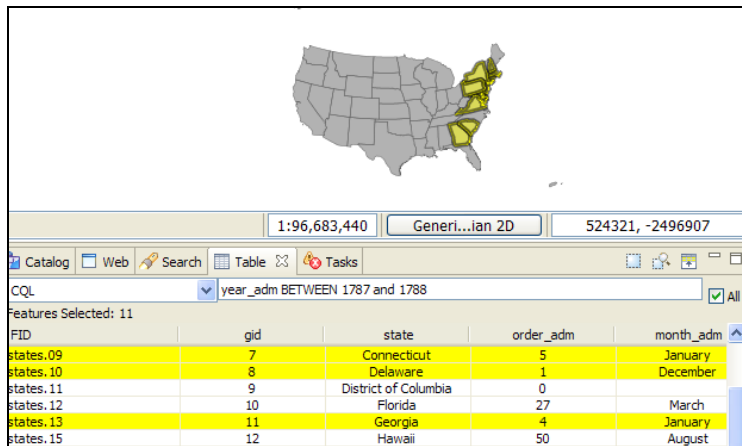 1:96,683,440 Generi...ian 2D 524321, -2496907
Catalog Web Search Table Tasks
CQL year_adm BETWEEN 1787 and 1788 All
Features Selected: 11
FID gid state order_adm month_adm
states.09 7 Connecticut 5 January
states.10 8 Delaware 1 December
states.11 9 District of Columbia 0
states.12 10 Florida 27 March
states.13 11 Georgia 4 January
states.15 12 Hawaii 50 August